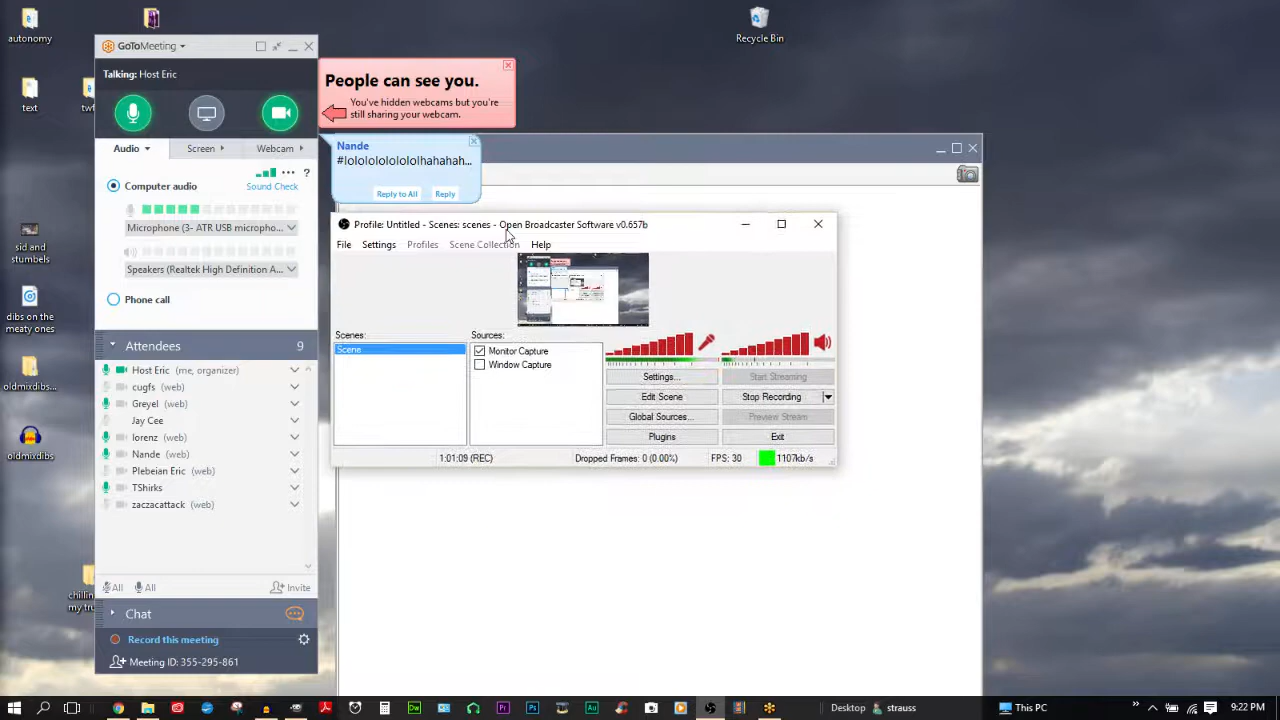 autonomy
text
twf
Recycle Bin
sid and
stumbels
dibs on the
meaty ones
oldmixdibs...
oldmixdibs
GoToMeeting
Talking: Host Eric
Audio
Screen
Webcam
Computer audio
?
Sound Check
Microphone (3- ATR USB micropho...
Speakers (Realtek High Definition A...
Phone call
Attendees 9
Host Eric (me, organizer)
cugfs (web)
Greyel (web)
Jay Cee
lorenz (web)
Nande (web)
Plebeian Eric (web)
TShirks
zaczacattack (web)
All
All
Invite
Chat
Record this meeting
Meeting ID: 355-295-861
People can see you.
You've hidden webcams but you're
still sharing your webcam.
Nande
#lolololololololhahahah...
Reply to All
Reply
Profile: Untitled - Scenes: scenes - Open Broadcaster Software v0.657b
File Settings Profiles Scene Collection Help
Scenes:
Scene
Sources:
Monitor Capture
Window Capture
Settings...
Start Streaming
Edit Scene
Stop Recording
Global Sources...
Preview Stream
Plugins
Exit
1:01:09 (REC)
Dropped Frames: 0 (0.00%)
FPS: 30
1107kb/s
Desktop
strauss
This PC
9:22 PM